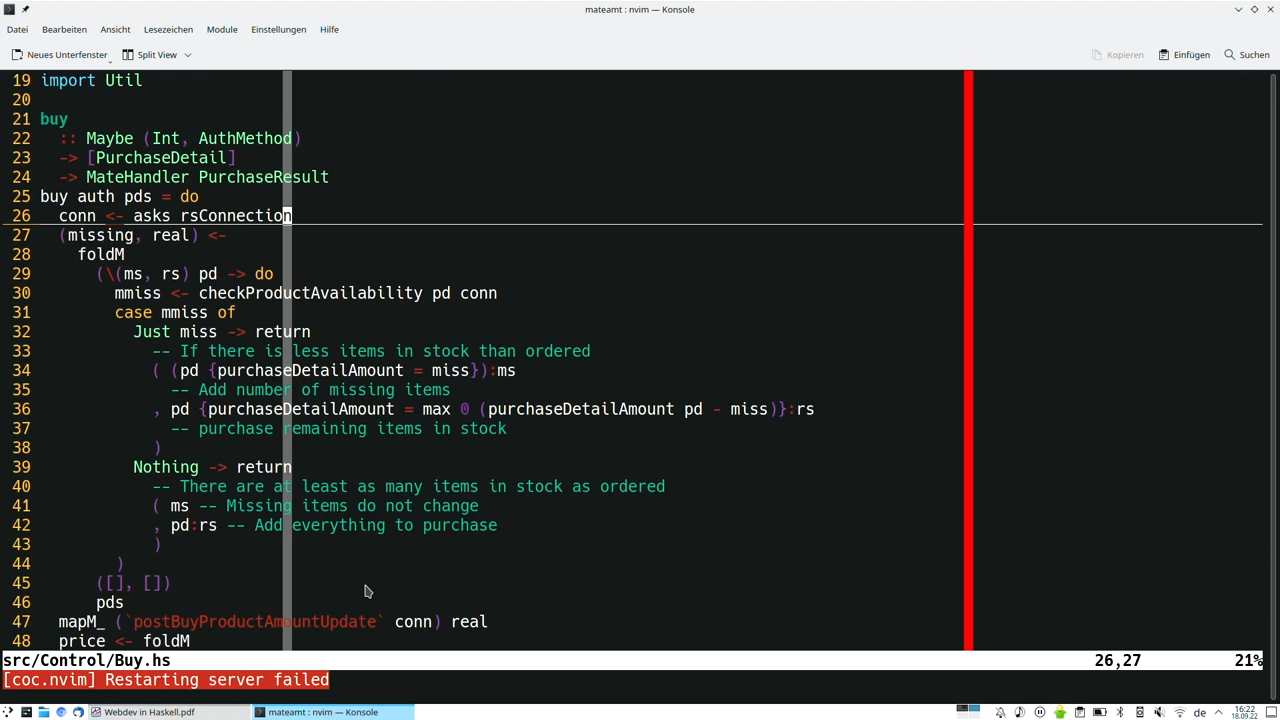 mateamt : nvim — Konsole
Datei Bearbeiten Ansicht Lesezeichen Module Einstellungen Hilfe
Neues Unterfenster Split View Kopieren Einfügen Suchen
19 import Util
20
21 buy
22   :: Maybe (Int, AuthMethod)
23   -> [PurchaseDetail]
24   -> MateHandler PurchaseResult
25 buy auth pds = do
26   conn <- asks rsConnection
27   (missing, real) <-
28     foldM
29       (\(ms, rs) pd -> do
30         mmiss <- checkProductAvailability pd conn
31         case mmiss of
32           Just miss -> return
33             -- If there is less items in stock than ordered
34             ( (pd {purchaseDetailAmount = miss}):ms
35               -- Add number of missing items
36             , pd {purchaseDetailAmount = max 0 (purchaseDetailAmount pd - miss)}:rs
37               -- purchase remaining items in stock
38             )
39           Nothing -> return
40             -- There are at least as many items in stock as ordered
41             ( ms -- Missing items do not change
42             , pd:rs -- Add everything to purchase
43             )
44         )
45       ([], [])
46       pds
47   mapM_ (`postBuyProductAmountUpdate` conn) real
48   price <- foldM
src/Control/Buy.hs 26,27 21%
[coc.nvim] Restarting server failed
Webdev in Haskell.pdf mateamt : nvim — Konsole de 16:22
18.09.22